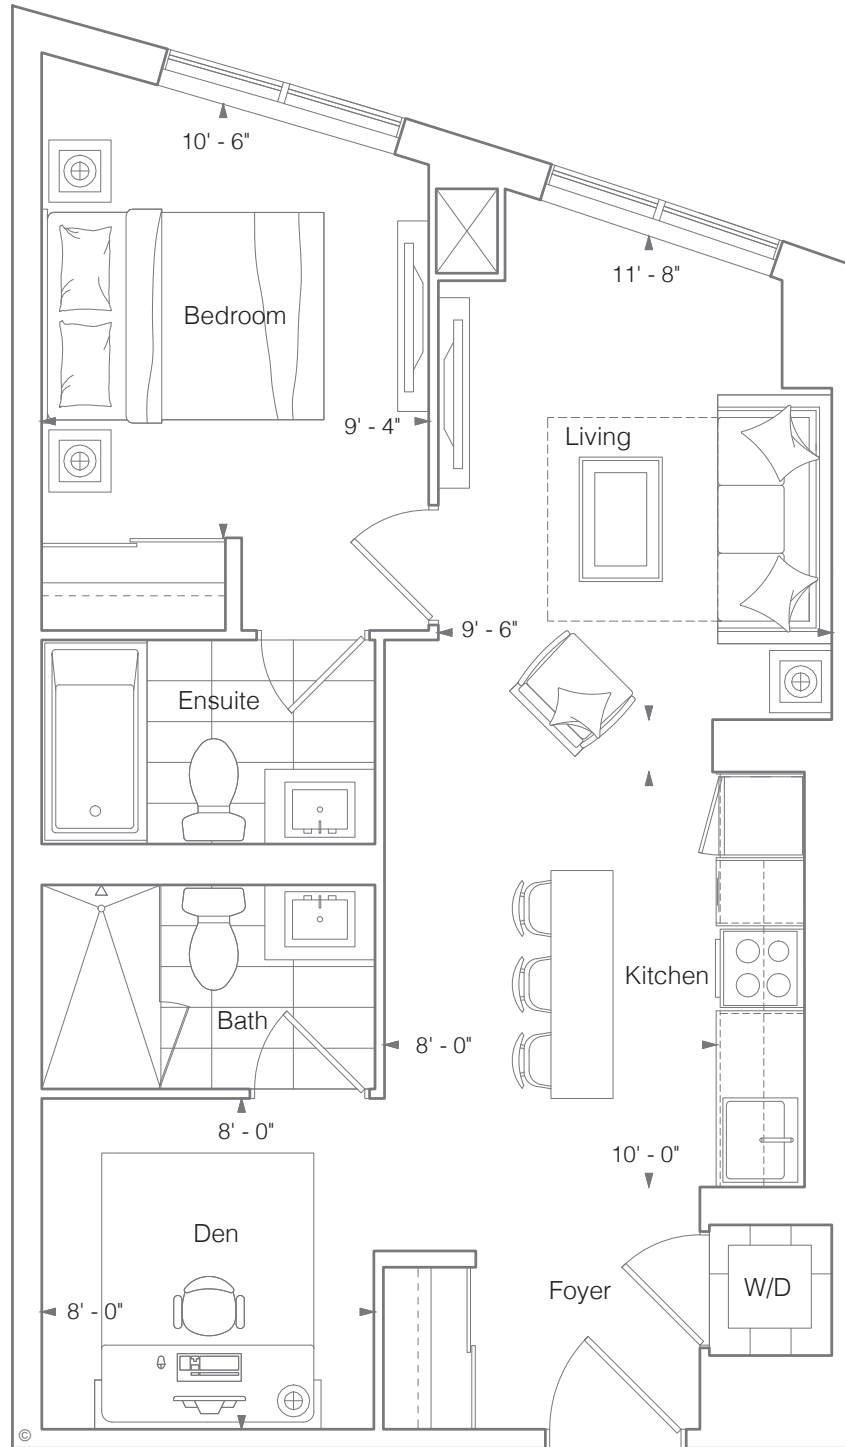 10' - 6"
11' - 8"
Bedroom
9' - 4"
Living
9' - 6"
Ensuite
Kitchen
Bath
8' - 0"
8' - 0"
10' - 0"
Den
Foyer
W/D
8' - 0"
©